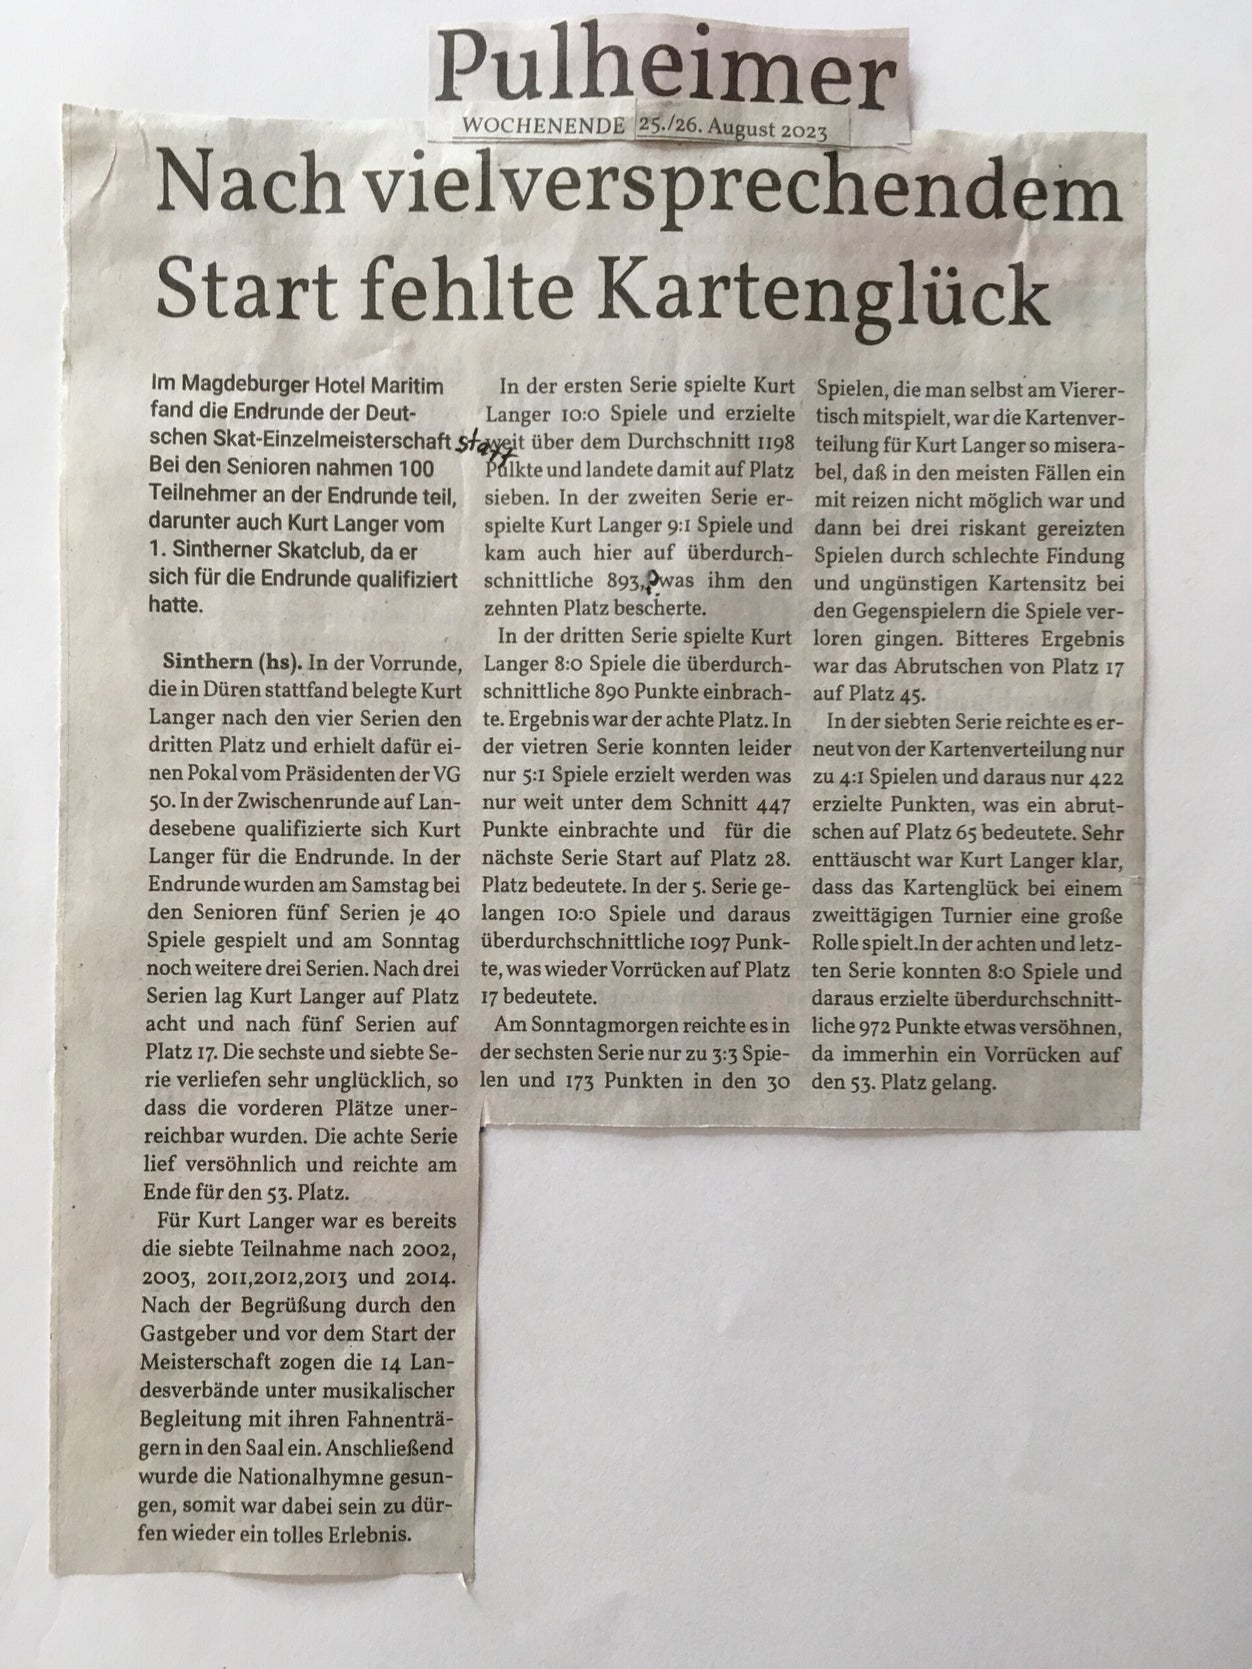 Pulheimer
WOCHENENDE 25./26. August 2023
Nach vielversprechendem
Start fehlte Kartenglück
Im Magdeburger Hotel Maritim
fand die Endrunde der Deut-
schen Skat-Einzelmeisterschaft statt
Bei den Senioren nahmen 100
Teilnehmer an der Endrunde teil,
darunter auch Kurt Langer vom
1. Sintherner Skatclub, da er
sich für die Endrunde qualifiziert
hatte.
Sinthern (hs). In der Vorrunde,
die in Düren stattfand belegte Kurt
Langer nach den vier Serien den
dritten Platz und erhielt dafür ei-
nen Pokal vom Präsidenten der VG
50. In der Zwischenrunde auf Lan-
desebene qualifizierte sich Kurt
Langer für die Endrunde. In der
Endrunde wurden am Samstag bei
den Senioren fünf Serien je 40
Spiele gespielt und am Sonntag
noch weitere drei Serien. Nach drei
Serien lag Kurt Langer auf Platz
acht und nach fünf Serien auf
Platz 17. Die sechste und siebte Se-
rie verliefen sehr unglücklich, so
dass die vorderen Plätze uner-
reichbar wurden. Die achte Serie
lief versöhnlich und reichte am
Ende für den 53. Platz.
Für Kurt Langer war es bereits
die siebte Teilnahme nach 2002,
2003, 2011,2012,2013 und 2014.
Nach der Begrüßung durch den
Gastgeber und vor dem Start der
Meisterschaft zogen die 14 Lan-
desverbände unter musikalischer
Begleitung mit ihren Fahnenträ-
gern in den Saal ein. Anschließend
wurde die Nationalhymne gesun-
gen, somit war dabei sein zu dür-
fen wieder ein tolles Erlebnis.
In der ersten Serie spielte Kurt
Langer 10:0 Spiele und erzielte
weit über dem Durchschnitt 1198
und landete damit auf Platz
sieben. In der zweiten Serie er-
spielte Kurt Langer 9:1 Spiele und
kam auch hier auf überdurch-
schnittliche 893, was ihm den
zehnten Platz bescherte.
In der dritten Serie spielte Kurt
Langer 8:0 Spiele die überdurch-
schnittliche 890 Punkte einbrach-
te. Ergebnis war der achte Platz. In
der vietren Serie konnten leider
nur 5:1 Spiele erzielt werden was
nur weit unter dem Schnitt 447
Punkte einbrachte und für die
nächste Serie Start auf Platz 28.
Platz bedeutete. In der 5. Serie ge-
langen 10:0 Spiele und daraus
überdurchschnittliche 1097 Punk-
te, was wieder Vorrücken auf Platz
17 bedeutete.
Am Sonntagmorgen reichte es in
der sechsten Serie nur zu 3:3 Spie-
len und 173 Punkten in den 30
Spielen, die man selbst am Vierer-
tisch mitspielt, war die Kartenver-
teilung für Kurt Langer so misera-
bel, daß in den meisten Fällen ein
mit reizen nicht möglich war und
dann bei drei riskant gereizten
Spielen durch schlechte Findung
und ungünstigen Kartensitz bei
den Gegenspielern die Spiele ver-
loren gingen. Bitteres Ergebnis
war das Abrutschen von Platz 17
auf Platz 45.
In der siebten Serie reichte es er-
neut von der Kartenverteilung nur
zu 4:1 Spielen und daraus nur 422
erzielte Punkten, was ein abrut-
schen auf Platz 65 bedeutete. Sehr
enttäuscht war Kurt Langer klar,
dass das Kartenglück bei einem
zweittägigen Turnier eine große
Rolle spielt.In der achten und letz-
ten Serie konnten 8:0 Spiele und
daraus erzielte überdurchschnitt-
liche 972 Punkte etwas versöhnen,
da immerhin ein Vorrücken auf
den 53. Platz gelang.